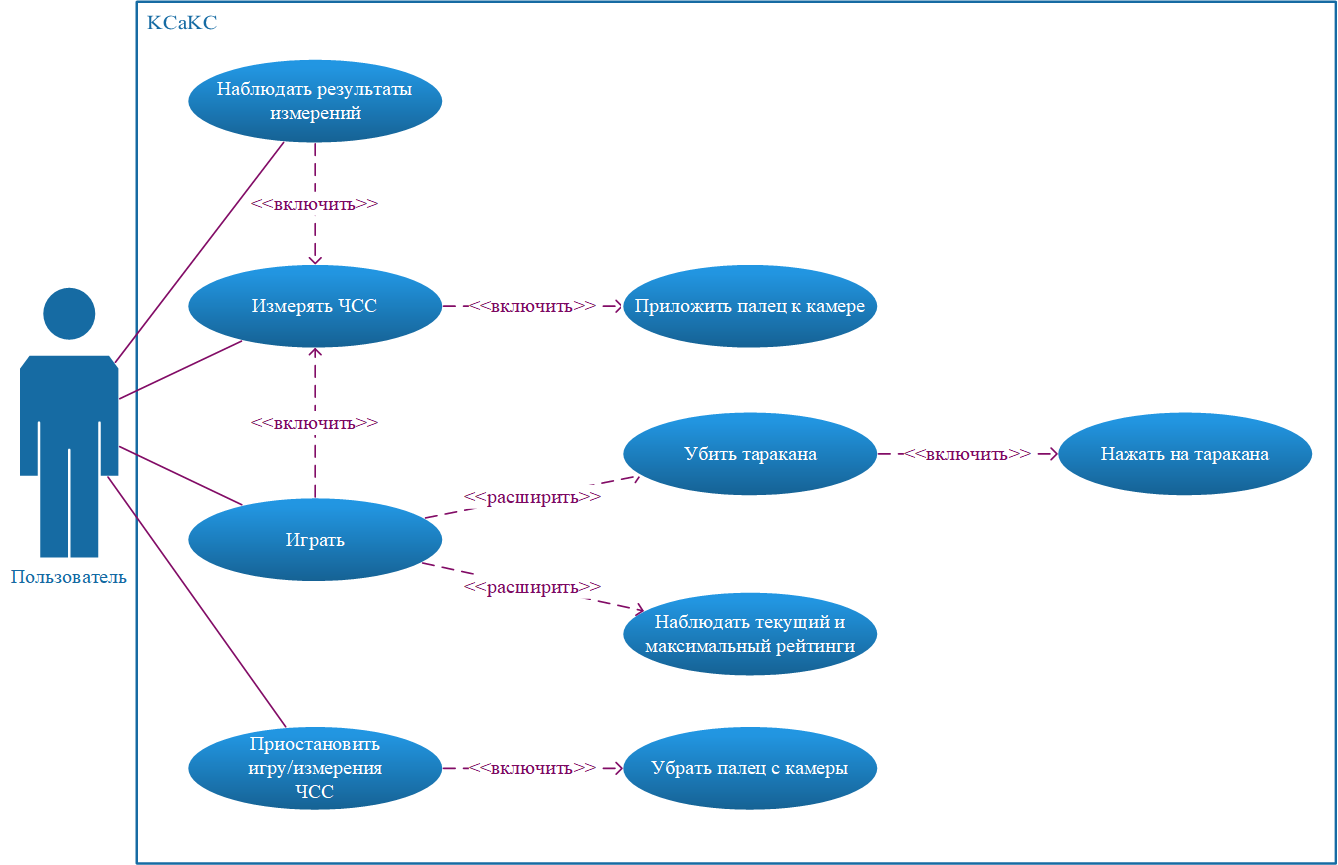 KCaKC
Наблюдать результаты
измерений
<<включить>>
Измерять ЧСС
<<включить>>
Приложить палец к камере
<<включить>>
Убить таракана
<<включить>>
Нажать на таракана
<<расширить>>
Играть
Пользователь
<<расширить>>
Наблюдать текущий и
максимальный рейтинги
Приостановить
игру/измерения
ЧСС
<<включить>>
Убрать палец с камеры